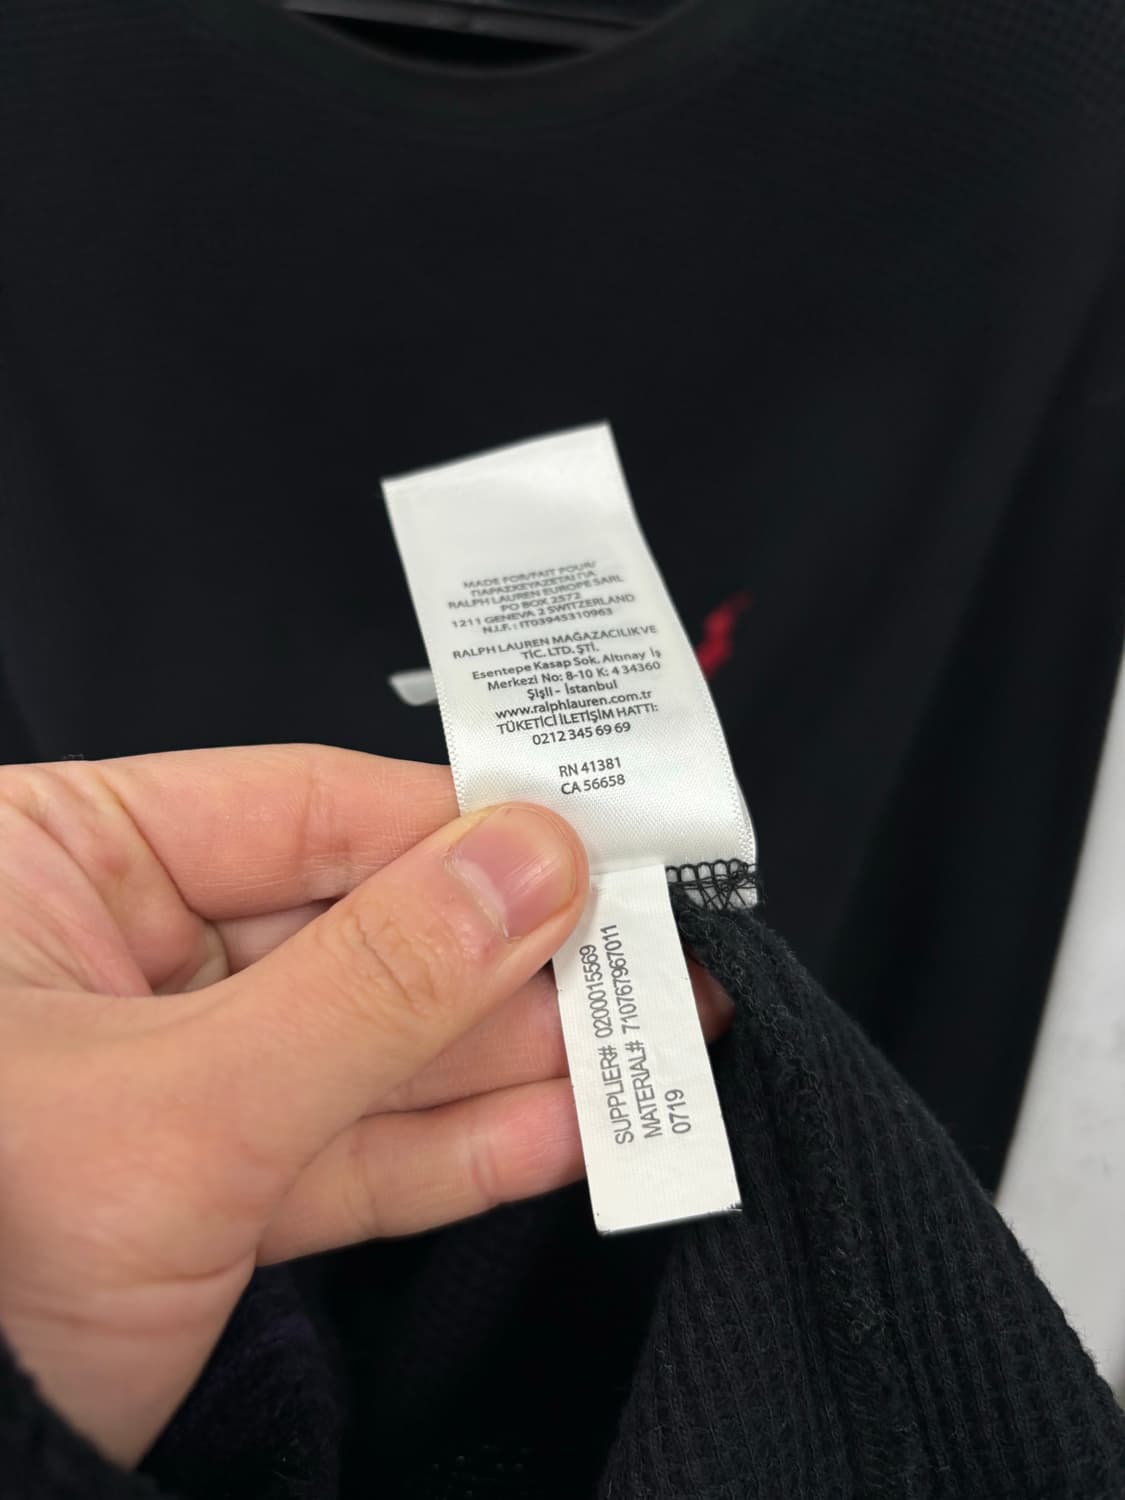 MADE FOR/FAIT POUR/
ΠΑΡΑΣΚΕΥΑΖΕΤΑΙ ΓΙΑ
RALPH LAUREN EUROPE SARL
PO BOX 2572
1211 GENEVA 2 SWITZERLAND
N.I.F. : IT03945310963
RALPH LAUREN MAĞAZACILIK VE
TİC. LTD. ŞTİ.
Esentepe Kasap Sok. Altınay İş
Merkezi No: 8-10 K: 4 34360
Şişli - İstanbul
www.ralphlauren.com.tr
TÜKETİCİ İLETİŞİM HATTI:
0212 345 69 69
RN 41381
CA 56658
SUPPLIER# 0200015569
MATERIAL# 710767967011
0719